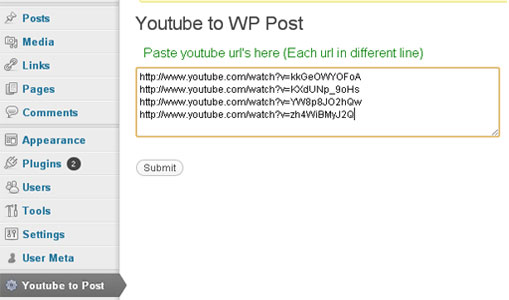 Posts
Media
Links
Pages
Comments
Appearance
Plugins 2
Users
Tools
Settings
User Meta
Youtube to Post
Youtube to WP Post
Paste youtube url's here (Each url in different line)
http://www.youtube.com/watch?v=kkGeOWYOFoA
http://www.youtube.com/watch?v=KXdUNp_9oHs
http://www.youtube.com/watch?v=YW8p8JO2hQw
http://www.youtube.com/watch?v=zh4WiBMyJ2Q
Submit